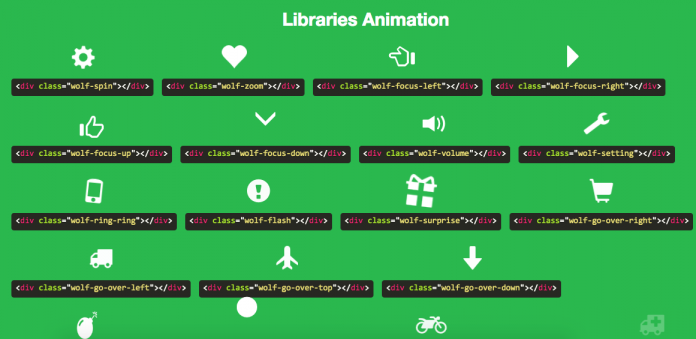 Libraries Animation
<div class="wolf-spin"></div> <div class="wolf-zoom"></div> <div class="wolf-focus-left"></div> <div class="wolf-focus-right"></div>
<div class="wolf-focus-up"></div> <div class="wolf-focus-down"></div> <div class="wolf-volume"></div> <div class="wolf-setting"></div>
<div class="wolf-ring-ring"></div> <div class="wolf-flash"></div> <div class="wolf-surprise"></div> <div class="wolf-go-over-right"></div>
<div class="wolf-go-over-left"></div> <div class="wolf-go-over-top"></div> <div class="wolf-go-over-down"></div>